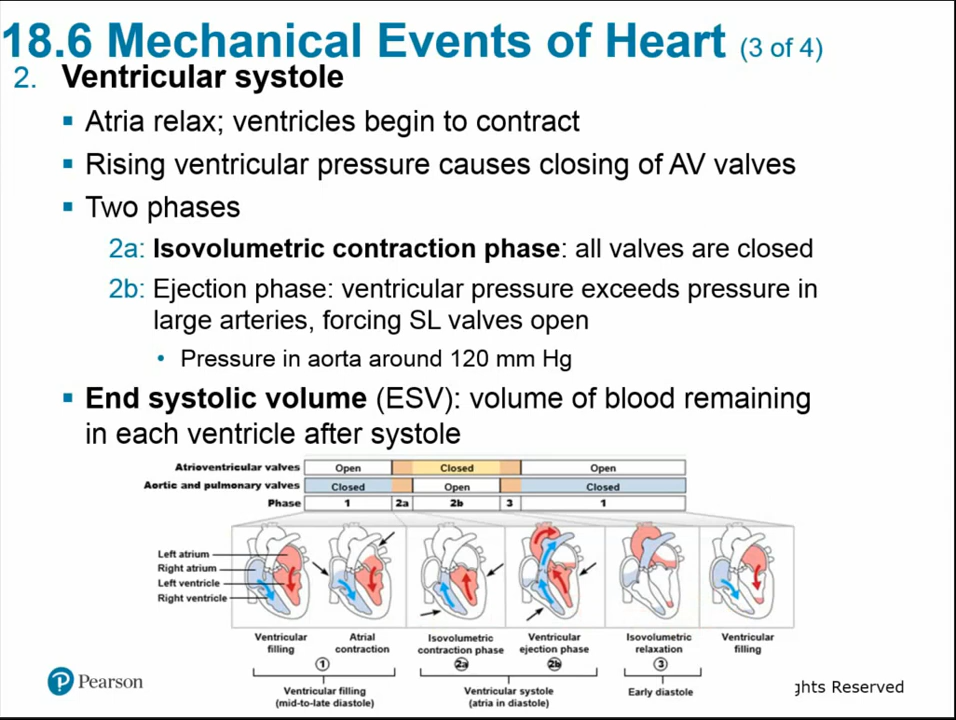 18.6 Mechanical Events of Heart (3 of 4)
2. Ventricular systole
▪ Atria relax; ventricles begin to contract
▪ Rising ventricular pressure causes closing of AV valves
▪ Two phases
2a: Isovolumetric contraction phase: all valves are closed
2b: Ejection phase: ventricular pressure exceeds pressure in
large arteries, forcing SL valves open
• Pressure in aorta around 120 mm Hg
▪ End systolic volume (ESV): volume of blood remaining
in each ventricle after systole
Atrioventricular valves Open Closed Open
Aortic and pulmonary valves Closed Open Closed
Phase 1 2a 2b 3 1
Left atrium
Right atrium
Left ventricle
Right ventricle
Ventricular filling
Atrial contraction
Isovolumetric contraction phase
Ventricular ejection phase
Isovolumetric relaxation
Ventricular filling
1 2a 2b 3
Ventricular filling
(mid-to-late diastole)
Ventricular systole
(atria in diastole)
Early diastole
Pearson
ghts Reserved